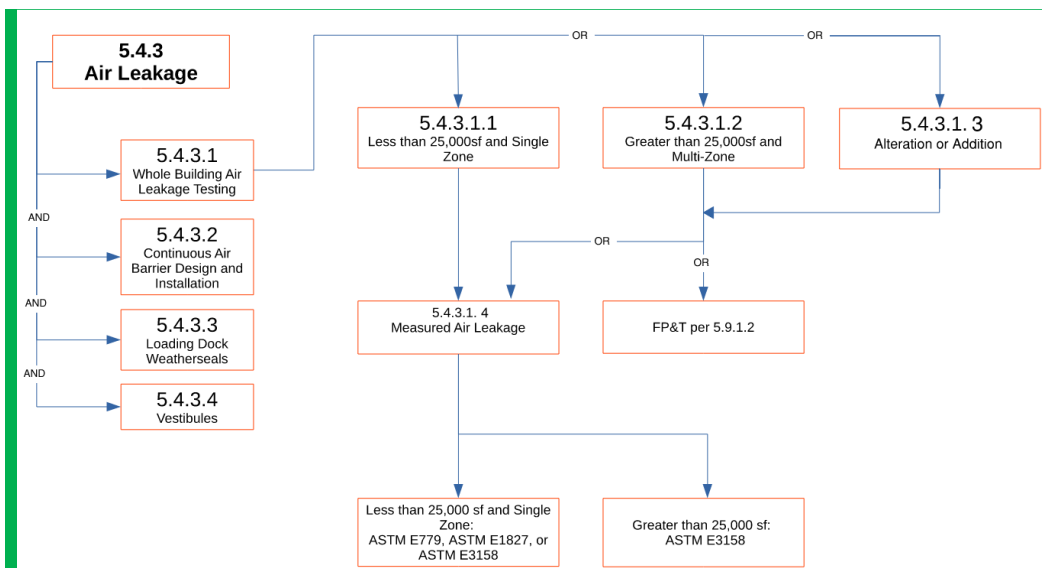 5.4.3
Air Leakage
OR
OR
5.4.3.1.1
Less than 25,000sf and Single
Zone
5.4.3.1.2
Greater than 25,000sf and
Multi-Zone
5.4.3.1. 3
Alteration or Addition
5.4.3.1
Whole Building Air
Leakage Testing
AND
5.4.3.2
Continuous Air
Barrier Design and
Installation
OR
OR
AND
5.4.3.1. 4
Measured Air Leakage
FP&T per 5.9.1.2
5.4.3.3
Loading Dock
Weatherseals
AND
5.4.3.4
Vestibules
Less than 25,000 sf and Single
Zone:
ASTM E779, ASTM E1827, or
ASTM E3158
Greater than 25,000 sf:
ASTM E3158